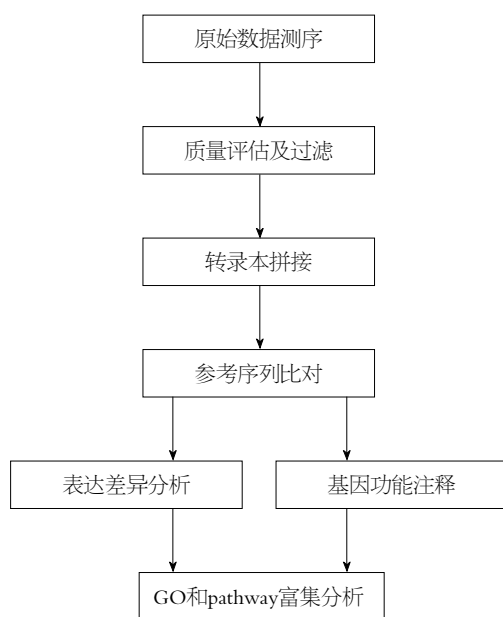 原始数据测序
质量评估及过滤
转录本拼接
参考序列比对
表达差异分析
基因功能注释
GO和pathway富集分析